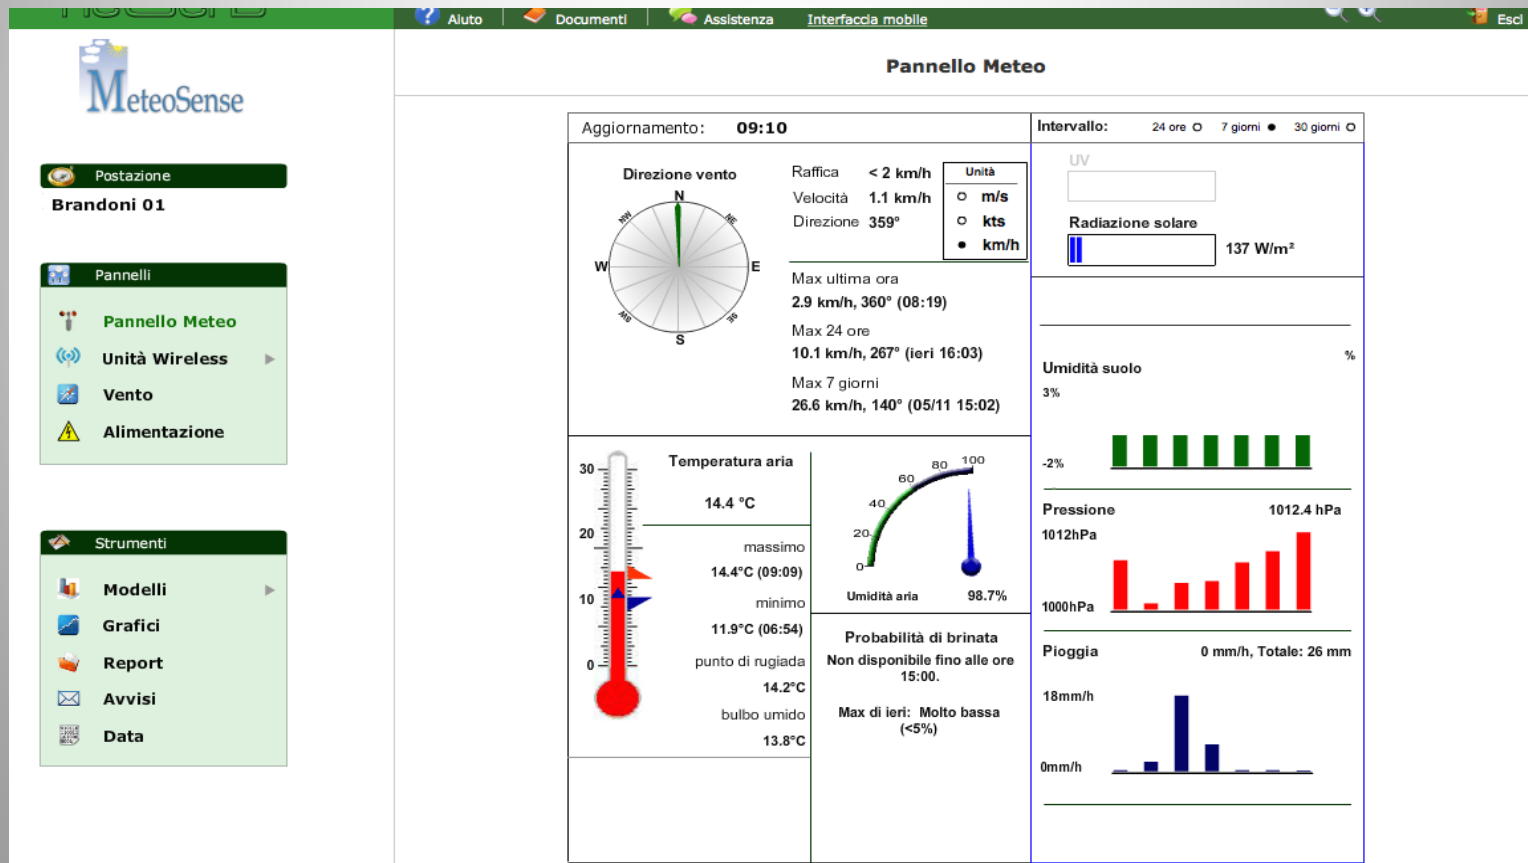 Aiuto
Documenti
Assistenza
Interfaccia mobile
Esci
MeteoSense
Pannello Meteo
Postazione
Brandoni 01
Pannelli
Pannello Meteo
Unità Wireless
Vento
Alimentazione
Strumenti
Modelli
Grafici
Report
Avvisi
Data
Aggiornamento: 09:10
Intervallo: 24 ore 7 giorni 30 giorni
Direzione vento
N
NE
E
SE
S
SW
W
NW
Raffica < 2 km/h
Velocità 1.1 km/h
Direzione 359°
Unità
m/s
kts
km/h
Max ultima ora
2.9 km/h, 360° (08:19)
Max 24 ore
10.1 km/h, 267° (ieri 16:03)
Max 7 giorni
26.6 km/h, 140° (05/11 15:02)
UV
Radiazione solare
137 W/m²
Temperatura aria
14.4 °C
30
20
10
0
massimo
14.4°C (09:09)
minimo
11.9°C (06:54)
punto di rugiada
14.2°C
bulbo umido
13.8°C
0
20
40
60
80
100
Umidità aria 98.7%
Probabilità di brinata
Non disponibile fino alle ore
15:00.
Max di ieri: Molto bassa
(<5%)
%
Umidità suolo
3%
-2%
Pressione 1012.4 hPa
1012hPa
1000hPa
Pioggia 0 mm/h, Totale: 26 mm
18mm/h
0mm/h